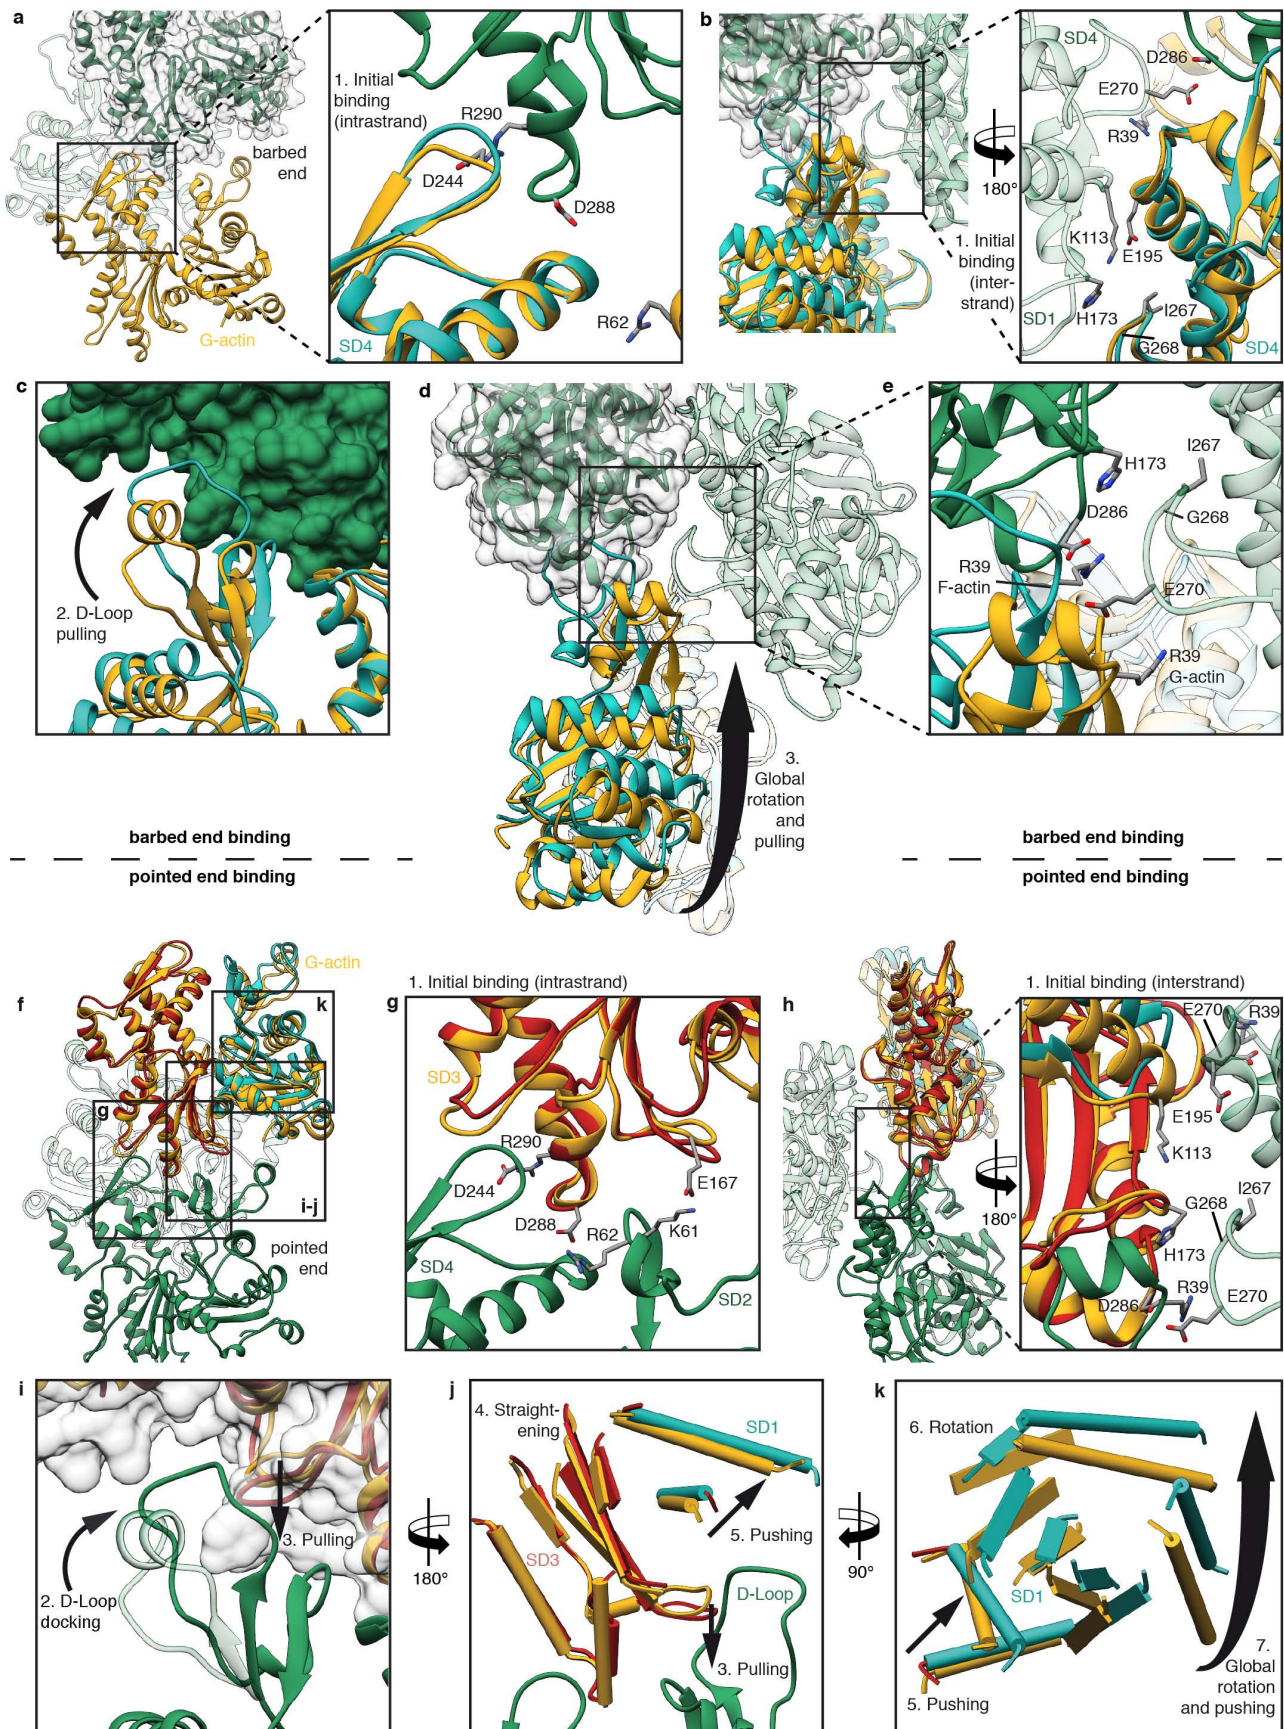 a
barbed
end
G-actin
1. Initial
binding
(intrastrand)
R290
D244
D288
R62
SD4
b
180°
1. Initial
binding
(inter-
strand)
SD4
D286
E270
R39
K113
E195
SD1
H173
I267
G268
SD4
c
2. D-Loop
pulling
d
3.
Global
rotation
and
pulling
e
H173
I267
D286
G268
R39
F-actin
E270
R39
G-actin
barbed end binding
pointed end binding
barbed end binding
pointed end binding
f
G-actin
k
g
i-j
pointed
end
1. Initial binding (intrastrand)
g
SD3
R290
D244
E167
D288
R62
K61
SD4
SD2
h
180°
1. Initial binding (interstrand)
E270
R39
E195
K113
I267
G268
H173
D286
R39
E270
i
3. Pulling
2. D-Loop
docking
180°
j
4. Straight-
ening
SD1
5. Pushing
SD3
D-Loop
3. Pulling
90°
k
6. Rotation
SD1
5. Pushing
7.
Global
rotation
and pushing